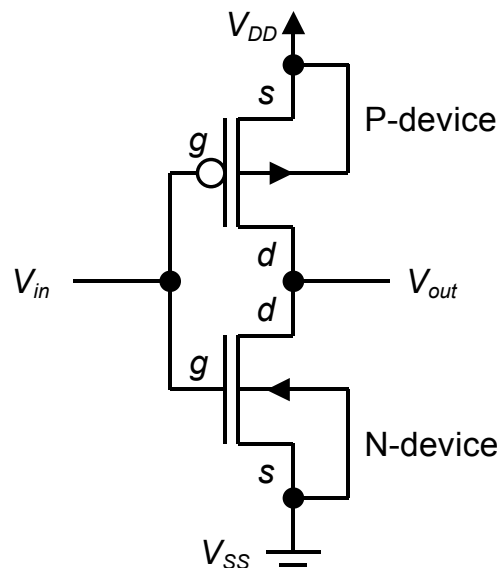 V_DD
s
P-device
g
d
V_in
V_out
d
g
N-device
s
V_SS